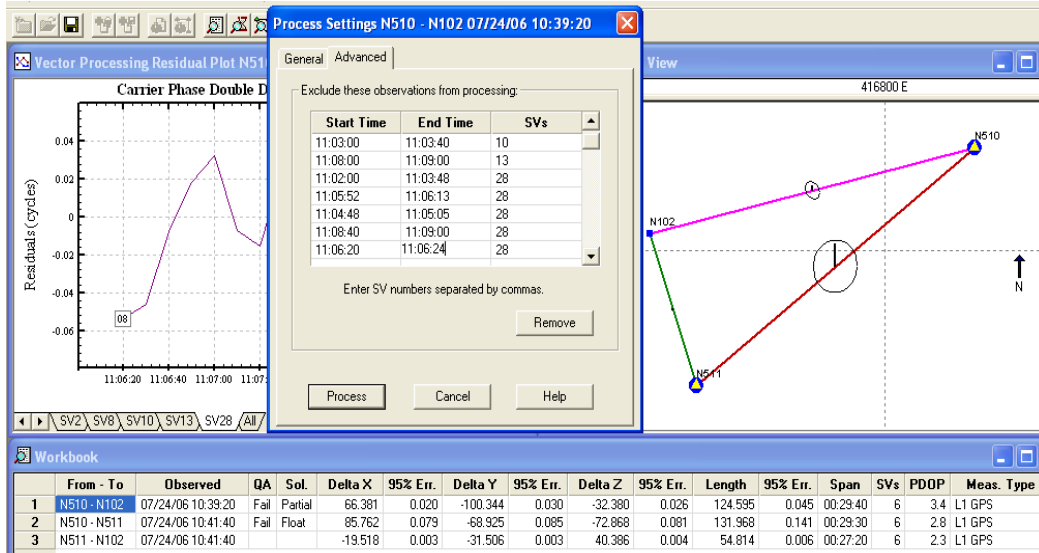 Process Settings N510 - N102 07/24/06 10:39:20
General Advanced
Exclude these observations from processing:
Start Time End Time SVs
11:03:00 11:03:40 10
11:08:00 11:09:00 13
11:02:00 11:03:48 28
11:05:52 11:06:13 28
11:04:48 11:05:05 28
11:08:40 11:09:00 28
11:06:20 11:06:24 28
Enter SV numbers separated by commas.
Remove
Process Cancel Help
Vector Processing Residual Plot N51
Carrier Phase Double D
Residuals (cycles)
0.04
0.02
0
-0.02
-0.04
-0.06
08
11:06:20 11:06:40 11:07:00 11:07:
SV2 SV8 SV10 SV13 SV28 All
View
416800 E
N510
N102
N511
N
Workbook
From - To Observed QA Sol. Delta X 95% Err. Delta Y 95% Err. Delta Z 95% Err. Length 95% Err. Span SVs PDOP Meas. Type
1 N510 - N102 07/24/06 10:39:20 Fail Partial 66.381 0.020 -100.344 0.030 -32.380 0.026 124.595 0.045 00:29:40 6 3.4 L1 GPS
2 N510 - N511 07/24/06 10:41:40 Fail Float 85.762 0.079 -68.925 0.085 -72.868 0.081 131.968 0.141 00:29:30 6 2.8 L1 GPS
3 N511 - N102 07/24/06 10:41:40 -19.518 0.003 -31.506 0.003 40.386 0.004 54.814 0.006 00:27:20 6 2.3 L1 GPS